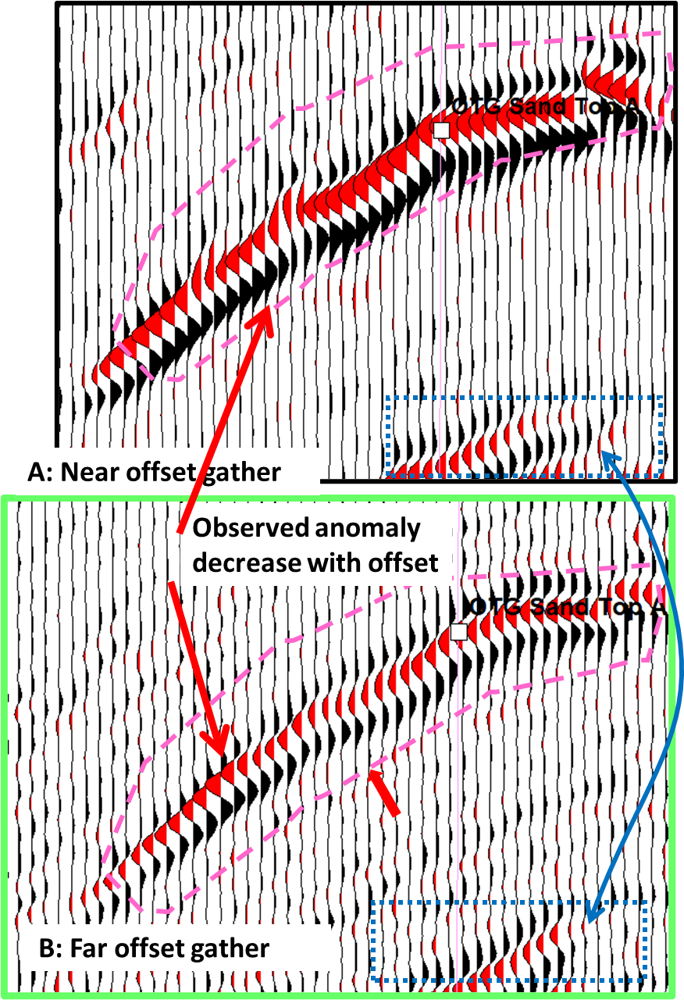 OTG Sand Top A
A: Near offset gather
Observed anomaly
decrease with offset
OTG Sand Top A
B: Far offset gather